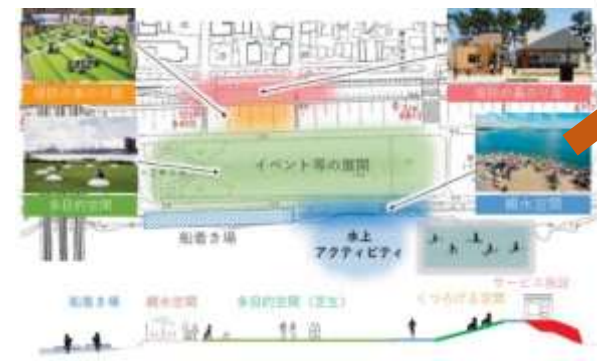 多目的空間
親水空間
イベント等の展開
船着き場
水上
アクティビティ
船着き場
親水空間
多目的空間（芝生）
くつろげる空間
サービス施設